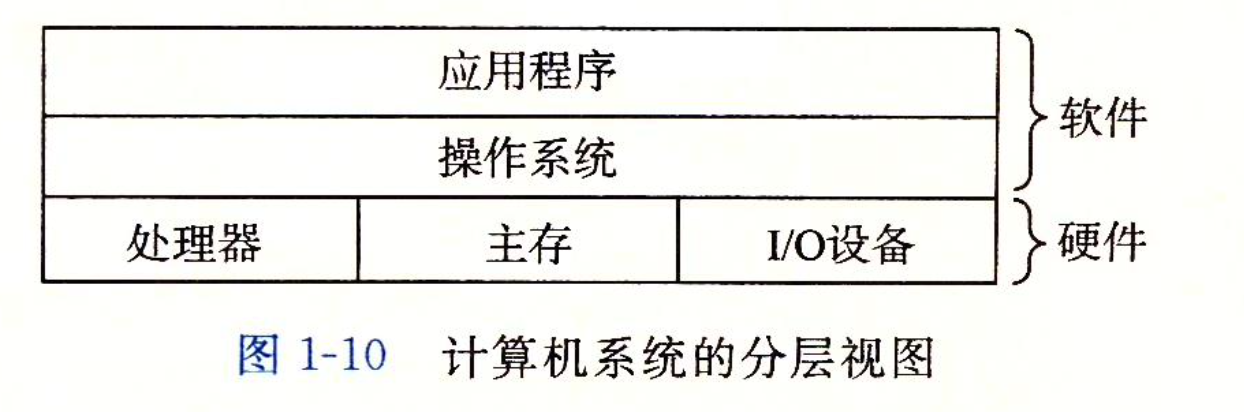 应用程序
软件
操作系统
处理器 主存 I/O设备 硬件
图 1-10 计算机系统的分层视图